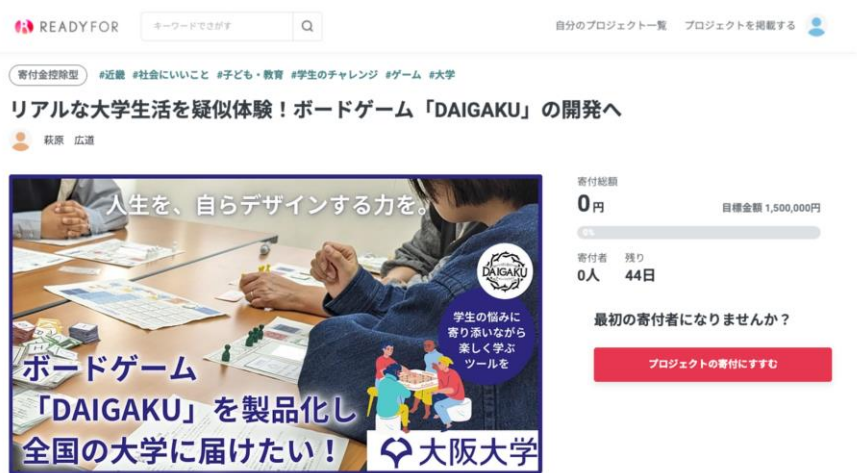 READYFOR
キーワードでさがす
自分のプロジェクト一覧 プロジェクトを掲載する
寄付金控除型 #近畿 #社会にいいこと #子ども・教育 #学生のチャレンジ #ゲーム #大学
リアルな大学生活を疑似体験！ボードゲーム「DAIGAKU」の開発へ
萩原 広道
人生を、自らデザインする力を。
DAIGAKU
学生の悩みに
寄り添いながら
楽しく学ぶ
ツールを
ボードゲーム
「DAIGAKU」を製品化し
全国の大学に届けたい！
大阪大学
寄付総額
0円
目標金額 1,500,000円
0%
寄付者 残り
0人 44日
最初の寄付者になりませんか？
プロジェクトの寄付にすすむ